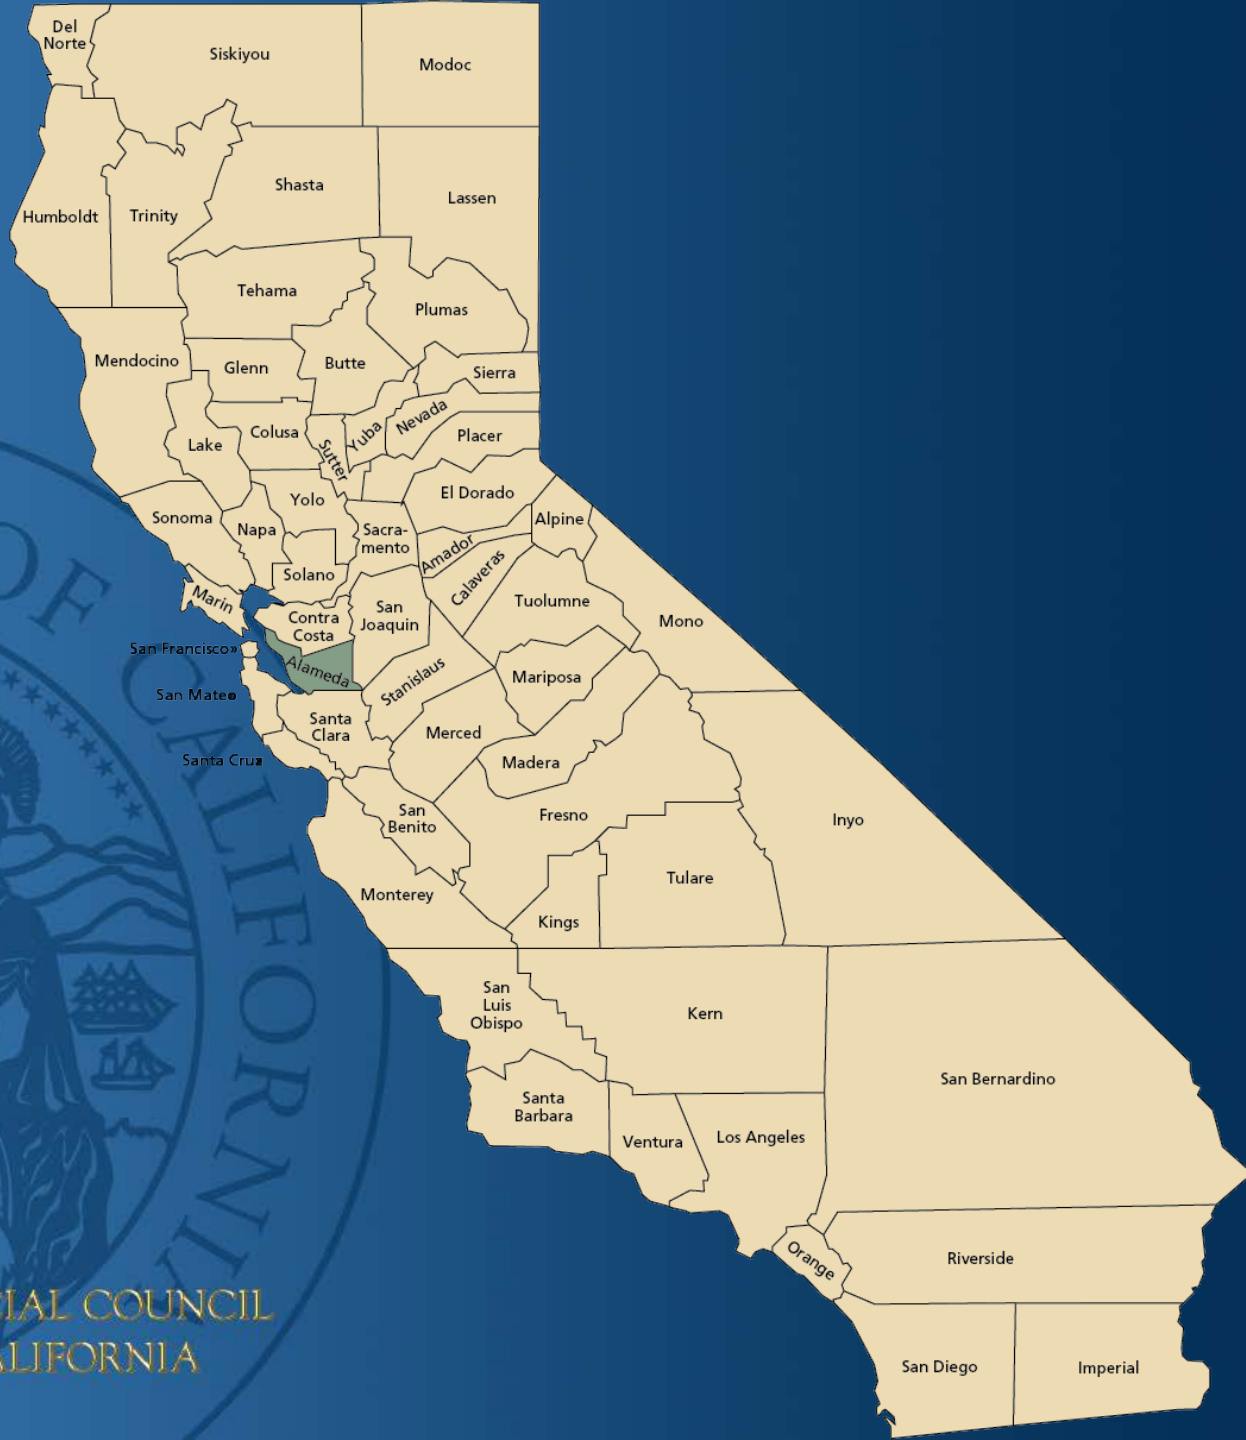 Del
Norte
Siskiyou
Modoc
Humboldt
Trinity
Shasta
Lassen
Tehama
Plumas
Mendocino
Glenn
Butte
Sierra
Lake
Colusa
Sutter
Yuba
Nevada
Placer
Sonoma
Napa
Yolo
El Dorado
Sacra-
mento
Alpine
Amador
Solano
Calaveras
Marin
Contra
Costa
San
Joaquin
Tuolumne
Mono
San Francisco
Alameda
Stanislaus
Mariposa
San Mateo
Santa
Clara
Merced
Madera
Santa Cruz
San
Benito
Fresno
Inyo
Monterey
Kings
Tulare
San
Luis
Obispo
Kern
San Bernardino
Santa
Barbara
Ventura
Los Angeles
Orange
Riverside
San Diego
Imperial
OF CALIFORNIA
CIAL COUNCIL
ALIFORNIA